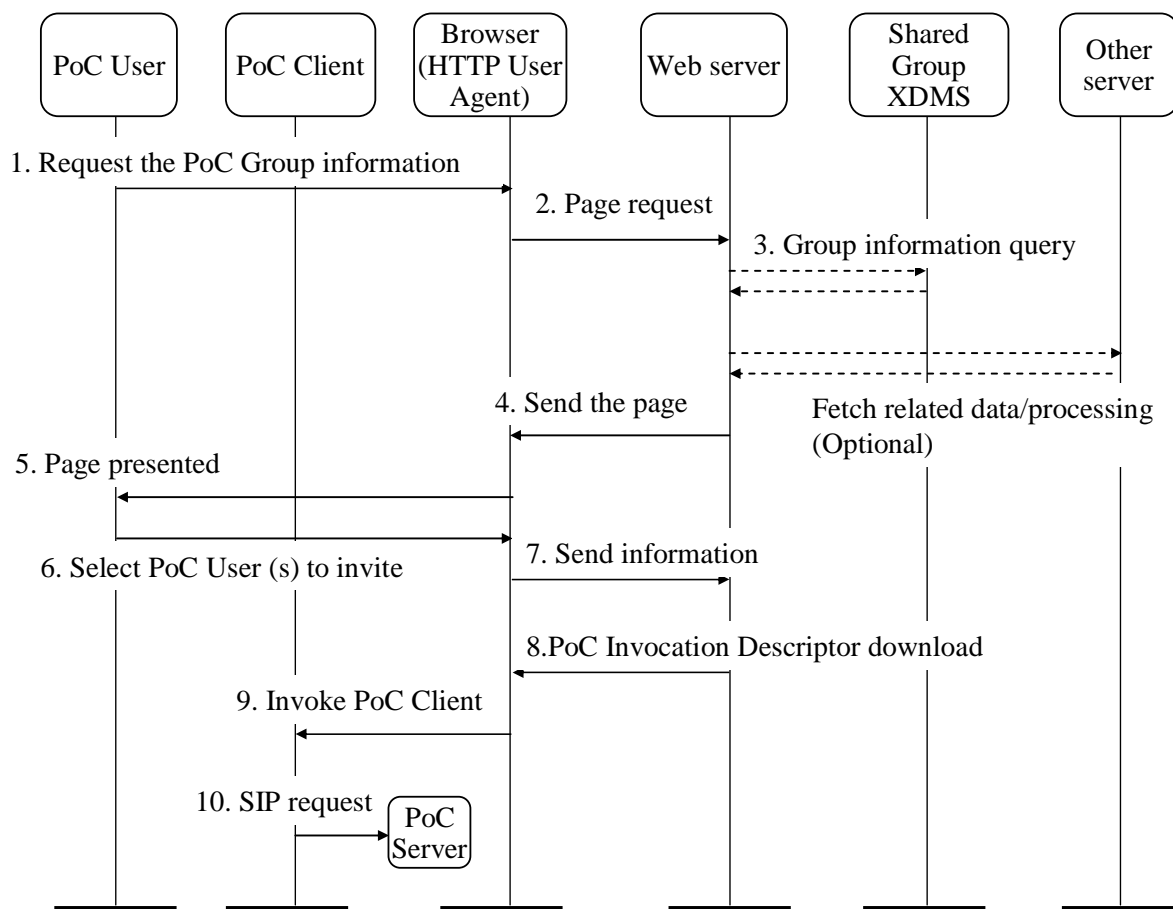 PoC User
PoC Client
Browser
(HTTP User
Agent)
Web server
Shared
Group
XDMS
Other
server
1. Request the PoC Group information
2. Page request
3. Group information query
4. Send the page
Fetch related data/processing
(Optional)
5. Page presented
6. Select PoC User (s) to invite
7. Send information
8.PoC Invocation Descriptor download
9. Invoke PoC Client
10. SIP request
PoC
Server